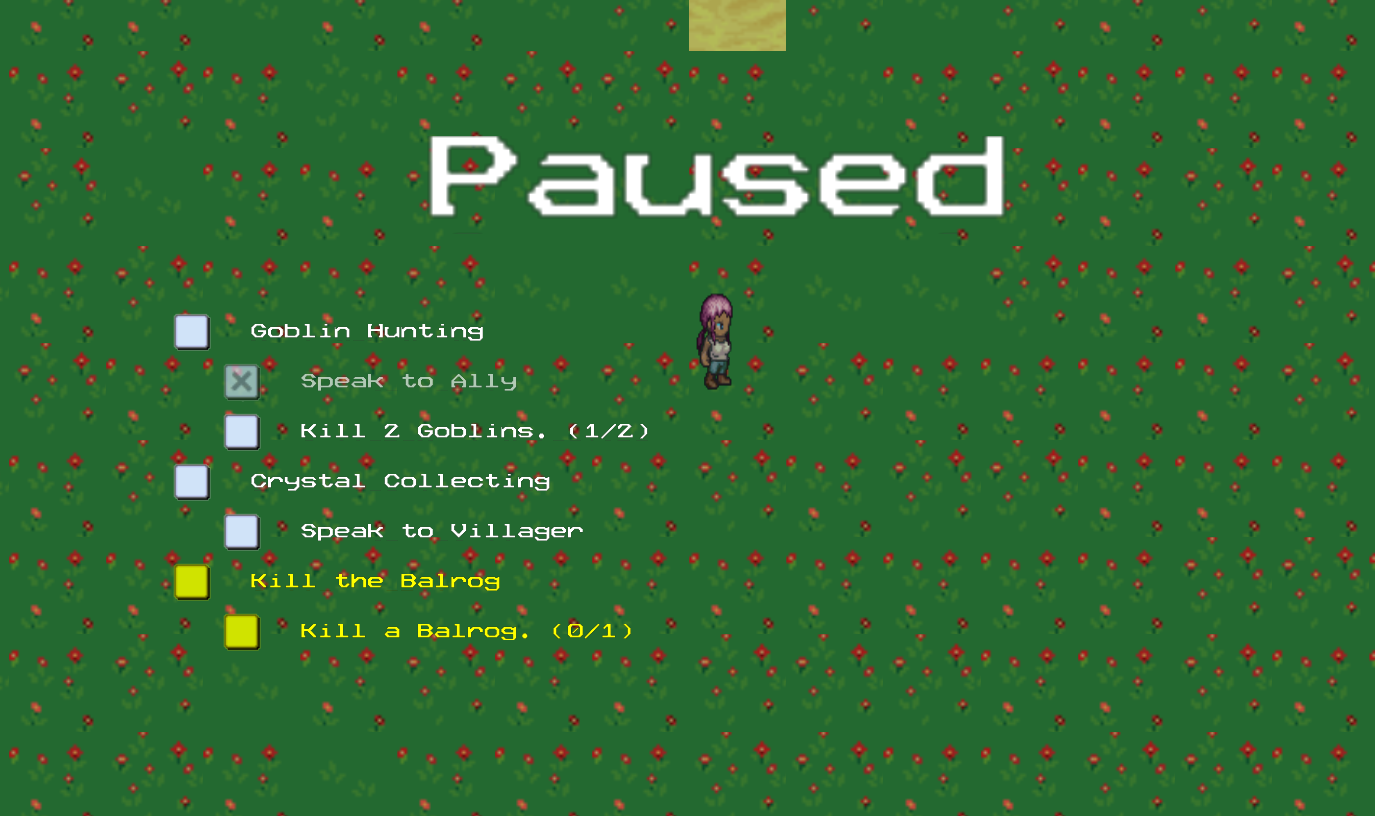 Paused
Goblin Hunting
Speak to Ally
Kill 2 Goblins. (1/2)
Crystal Collecting
Speak to Villager
Kill the Balrog
Kill a Balrog. (0/1)